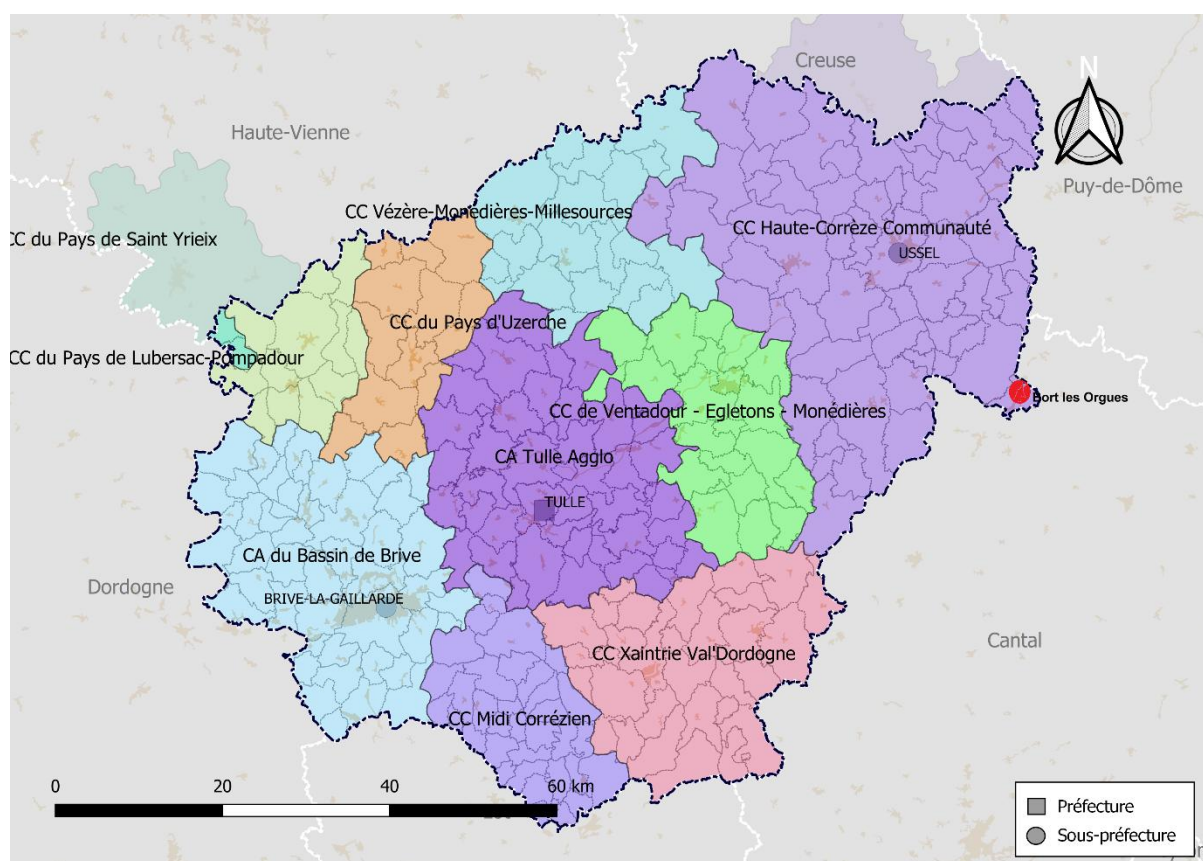 Creuse
N
Haute-Vienne
Puy-de-Dôme
CC Vézère-Monédières-Millesources
CC du Pays de Saint Yrieix
CC Haute-Corrèze Communauté
USSEL
CC du Pays d'Uzerche
CC du Pays de Lubersac-Pompadour
Bort les Orgues
CC de Ventadour - Egletons - Monédières
CA Tulle Agglo
TULLE
CA du Bassin de Brive
Dordogne
BRIVE-LA-GAILLARDE
Cantal
CC Xaintrie Val'Dordogne
CC Midi Corrézien
0 20 40 60 km
Préfecture
Sous-préfecture